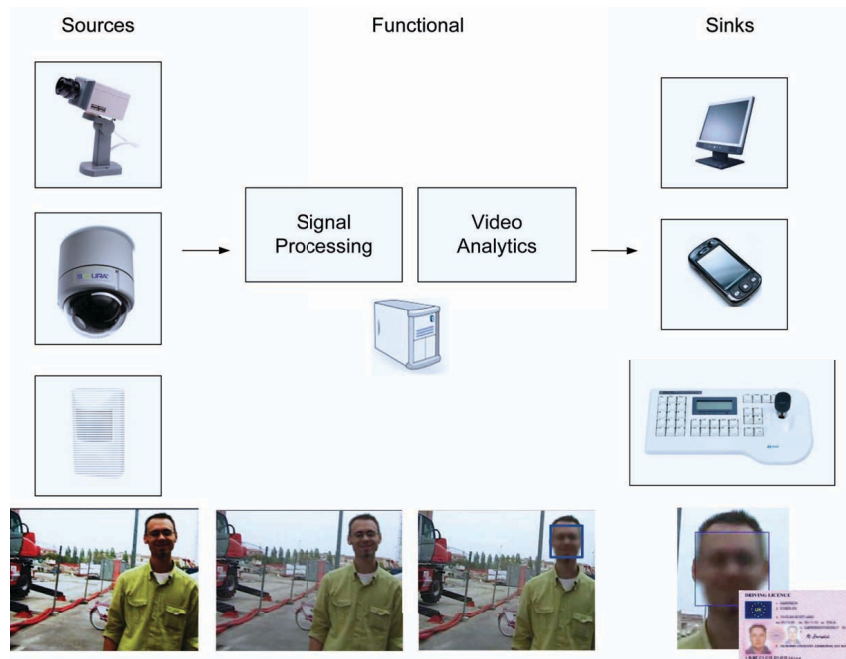 Sources
Functional
Sinks
Signal
Processing
Video
Analytics
DRIVING LICENCE